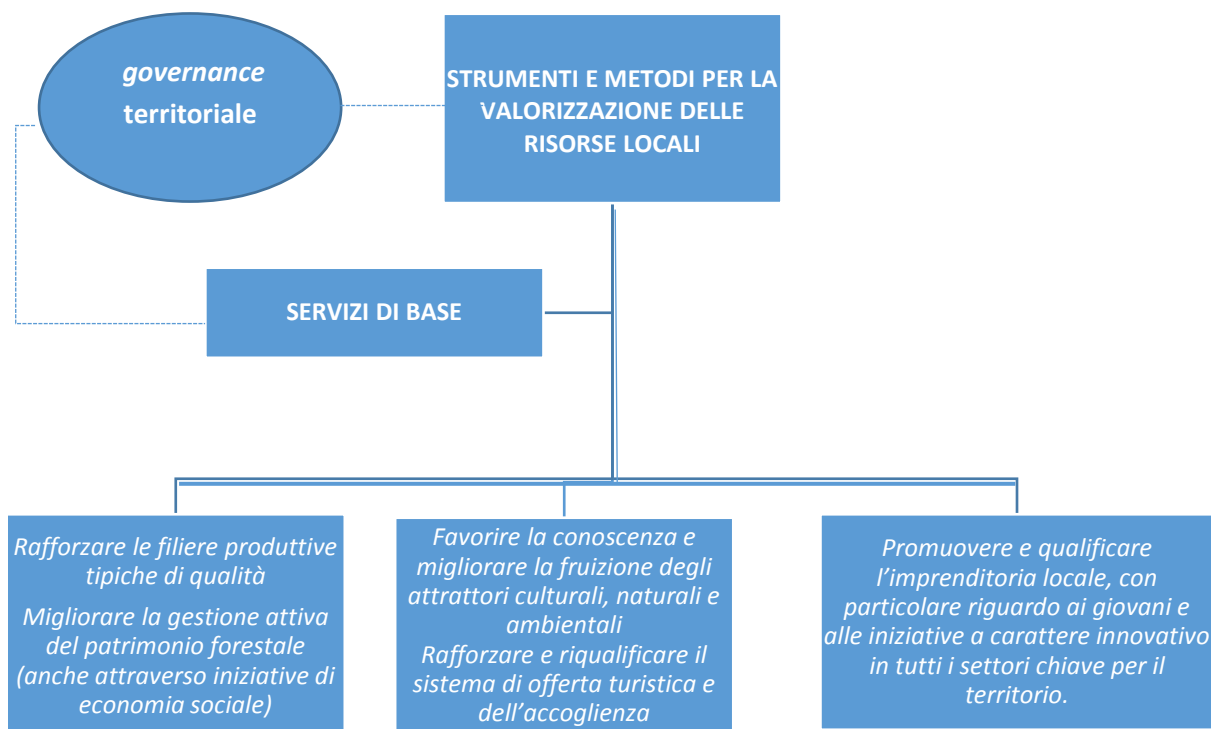 governance
territoriale
STRUMENTI E METODI PER LA
VALORIZZAZIONE DELLE
RISORSE LOCALI
SERVIZI DI BASE
Rafforzare le filiere produttive
tipiche di qualità
Migliorare la gestione attiva
del patrimonio forestale
(anche attraverso iniziative di
economia sociale)
Favorire la conoscenza e
migliorare la fruizione degli
attrattori culturali, naturali e
ambientali
Rafforzare e riqualificare il
sistema di offerta turistica e
dell’accoglienza
Promuovere e qualificare
l’imprenditoria locale, con
particolare riguardo ai giovani e
alle iniziative a carattere innovativo
in tutti i settori chiave per il
territorio.